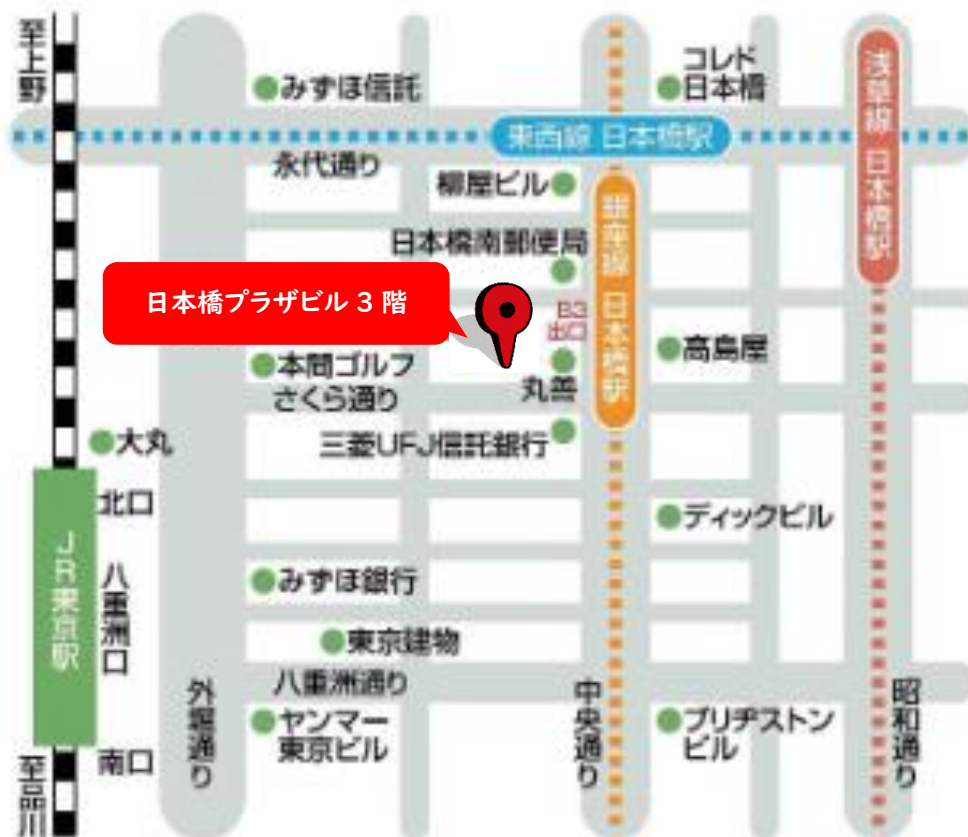 至上野
みずほ信託
コレド
日本橋
浅草線 日本橋駅
東西線 日本橋駅
永代通り
柳屋ビル
銀座線 日本橋駅
日本橋南郵便局
日本橋プラザビル 3 階
B3
出口
高島屋
本間ゴルフ
さくら通り
丸善
大丸
三菱UFJ信託銀行
北口
ディックビル
JR東京駅
八重洲口
みずほ銀行
東京建物
八重洲通り
外堀通り
中央通り
昭和通り
ヤンマー
東京ビル
ブリヂストン
ビル
南口
至品川